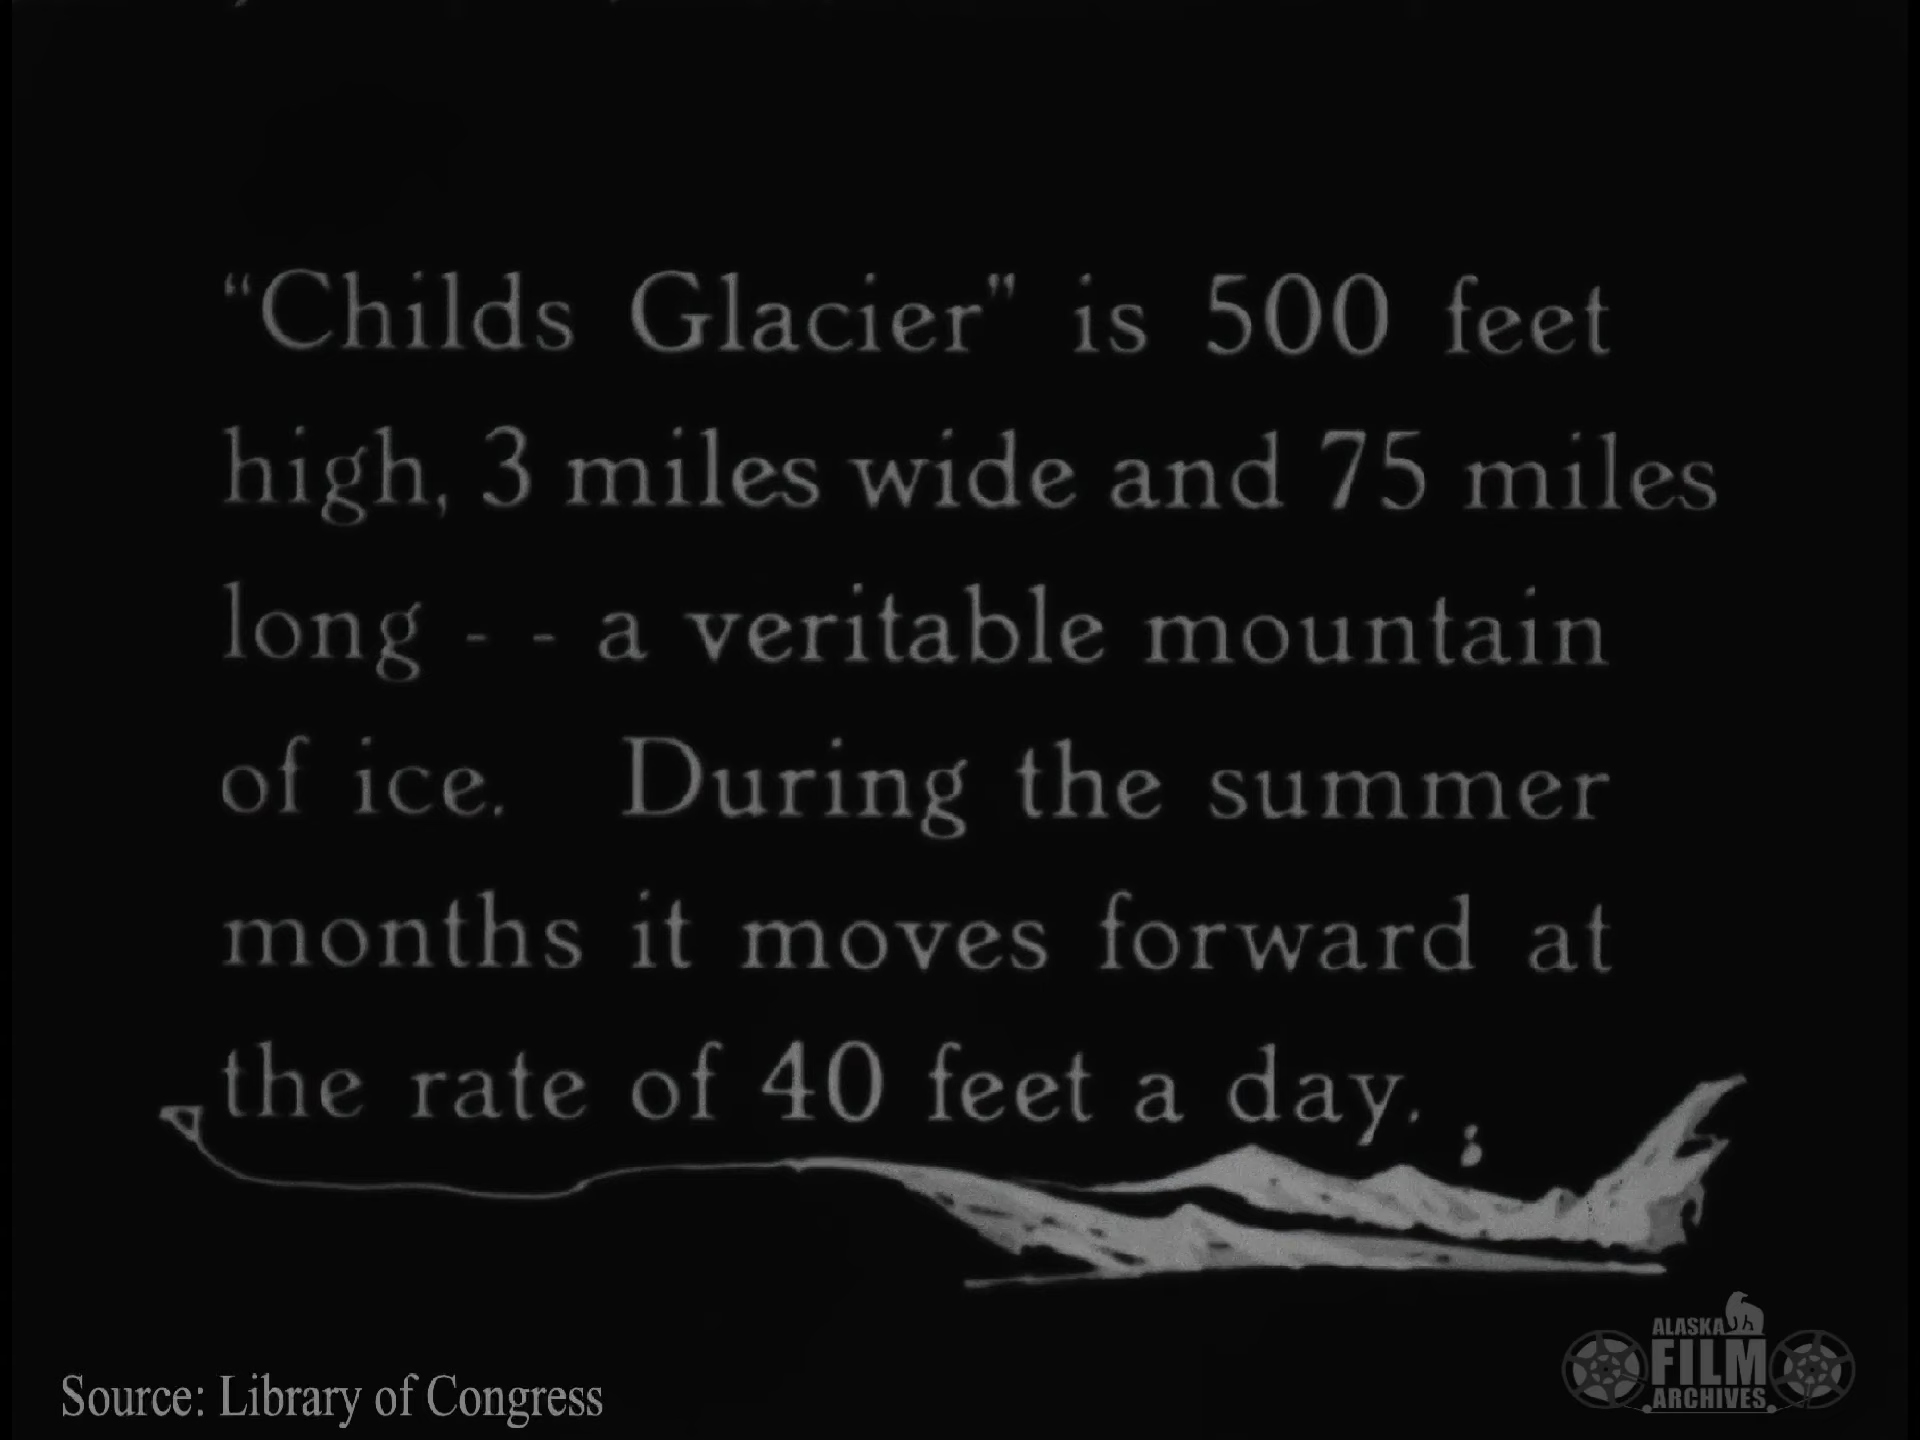 “Childs Glacier” is 500 feet
high, 3 miles wide and 75 miles
long - - a veritable mountain
of ice. During the summer
months it moves forward at
the rate of 40 feet a day.
ALASKA
FILM
ARCHIVES
Source: Library of Congress